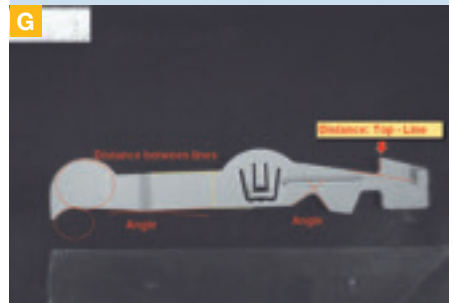 G
Distance: Top - Line
Distance between lines
Angle
Angle